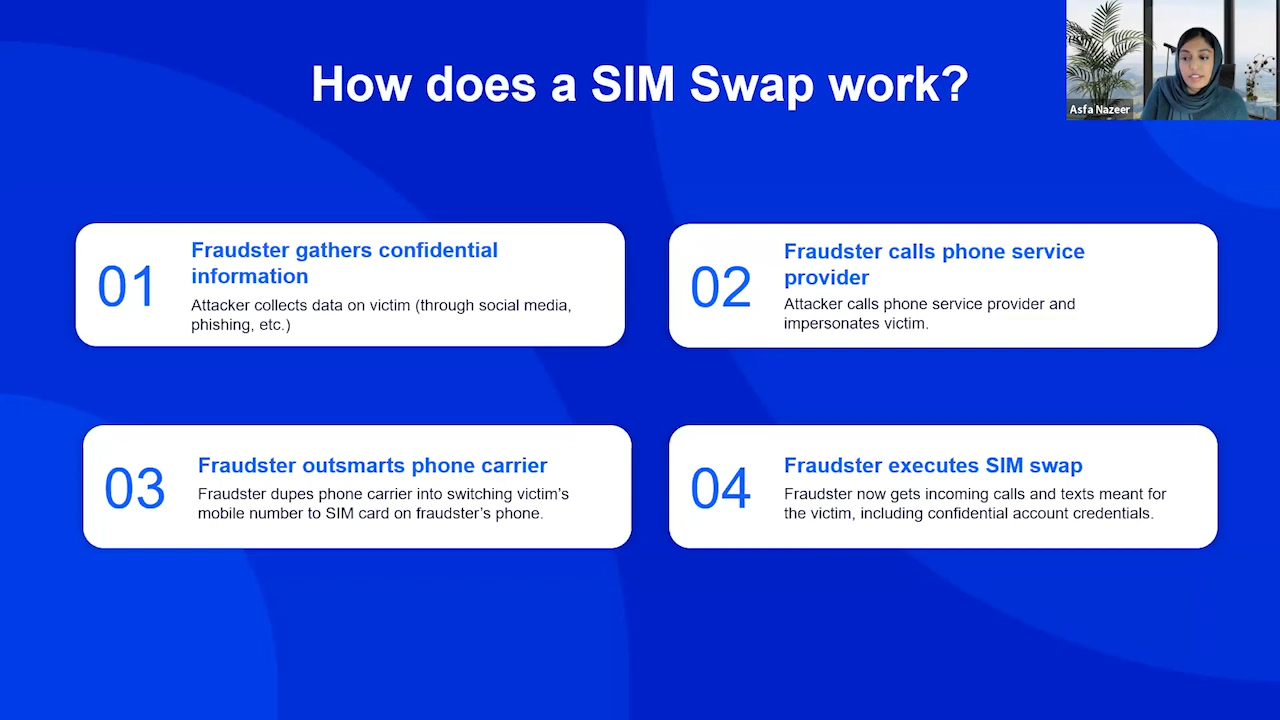 How does a SIM Swap work?
Asfa Nazeer
01
Fraudster gathers confidential
information
Attacker collects data on victim (through social media,
phishing, etc.)
02
Fraudster calls phone service
provider
Attacker calls phone service provider and
impersonates victim.
03
Fraudster outsmarts phone carrier
Fraudster dupes phone carrier into switching victim's
mobile number to SIM card on fraudster's phone.
04
Fraudster executes SIM swap
Fraudster now gets incoming calls and texts meant for
the victim, including confidential account credentials.